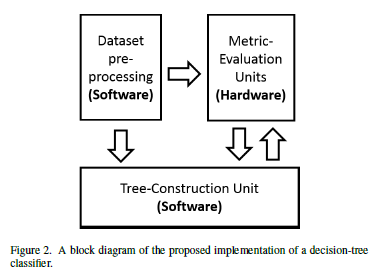 Dataset
pre-
processing
(Software)
Metric-
Evaluation
Units
(Hardware)
Tree-Construction Unit
(Software)
Figure 2. A block diagram of the proposed implementation of a decision-tree
classifier.